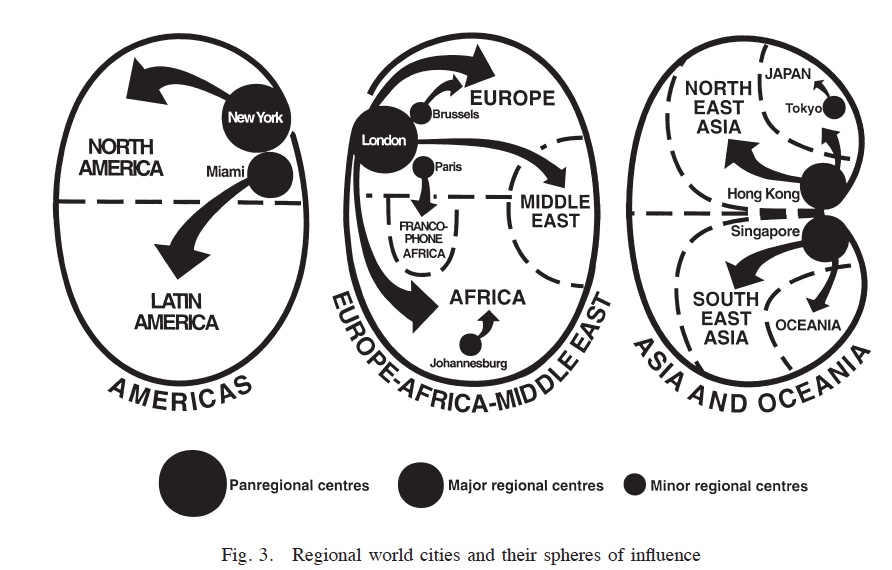 New York
NORTH
AMERICA
Miami
LATIN
AMERICA
AMERICAS
EUROPE
Brussels
London
Paris
MIDDLE
EAST
FRANCO-
PHONE
AFRICA
AFRICA
Johannesburg
EUROPE-AFRICA-MIDDLE EAST
JAPAN
NORTH
EAST
ASIA
Tokyo
Hong Kong
Singapore
SOUTH
EAST
ASIA
OCEANIA
ASIA AND OCEANIA
Panregional centres
Major regional centres
Minor regional centres
Fig. 3. Regional world cities and their spheres of influence